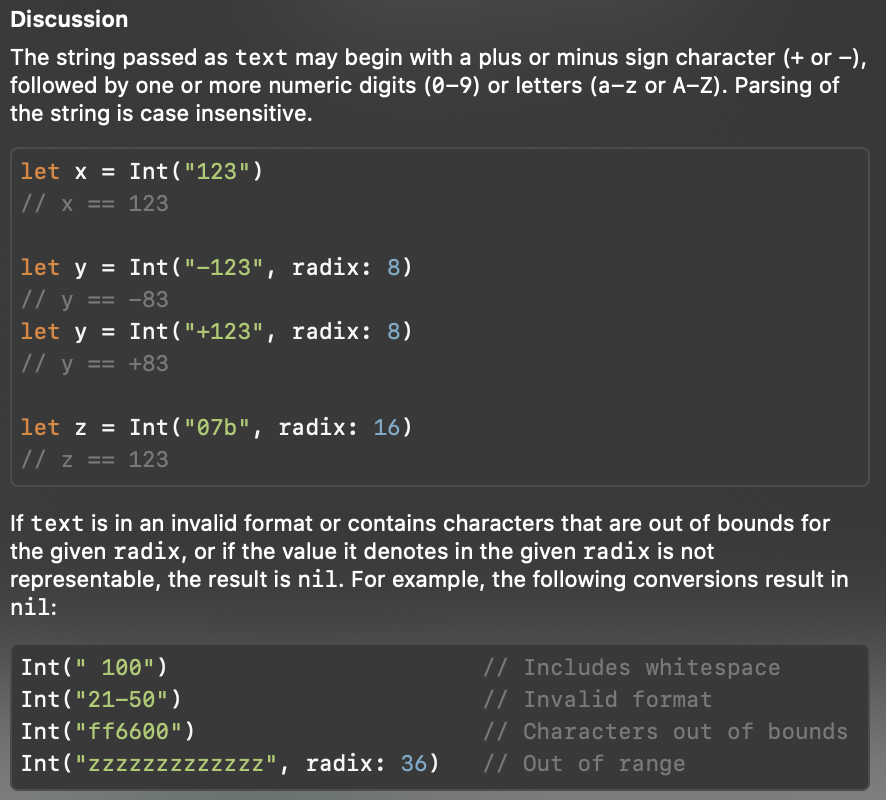 Discussion
The string passed as text may begin with a plus or minus sign character (+ or -),
followed by one or more numeric digits (0-9) or letters (a-z or A-Z). Parsing of
the string is case insensitive.
let x = Int("123")
// x == 123
let y = Int("-123", radix: 8)
// y == -83
let y = Int("+123", radix: 8)
// y == +83
let z = Int("07b", radix: 16)
// z == 123
If text is in an invalid format or contains characters that are out of bounds for
the given radix, or if the value it denotes in the given radix is not
representable, the result is nil. For example, the following conversions result in
nil:
Int(" 100") // Includes whitespace
Int("21-50") // Invalid format
Int("ff6600") // Characters out of bounds
Int("zzzzzzzzzzzzz", radix: 36) // Out of range